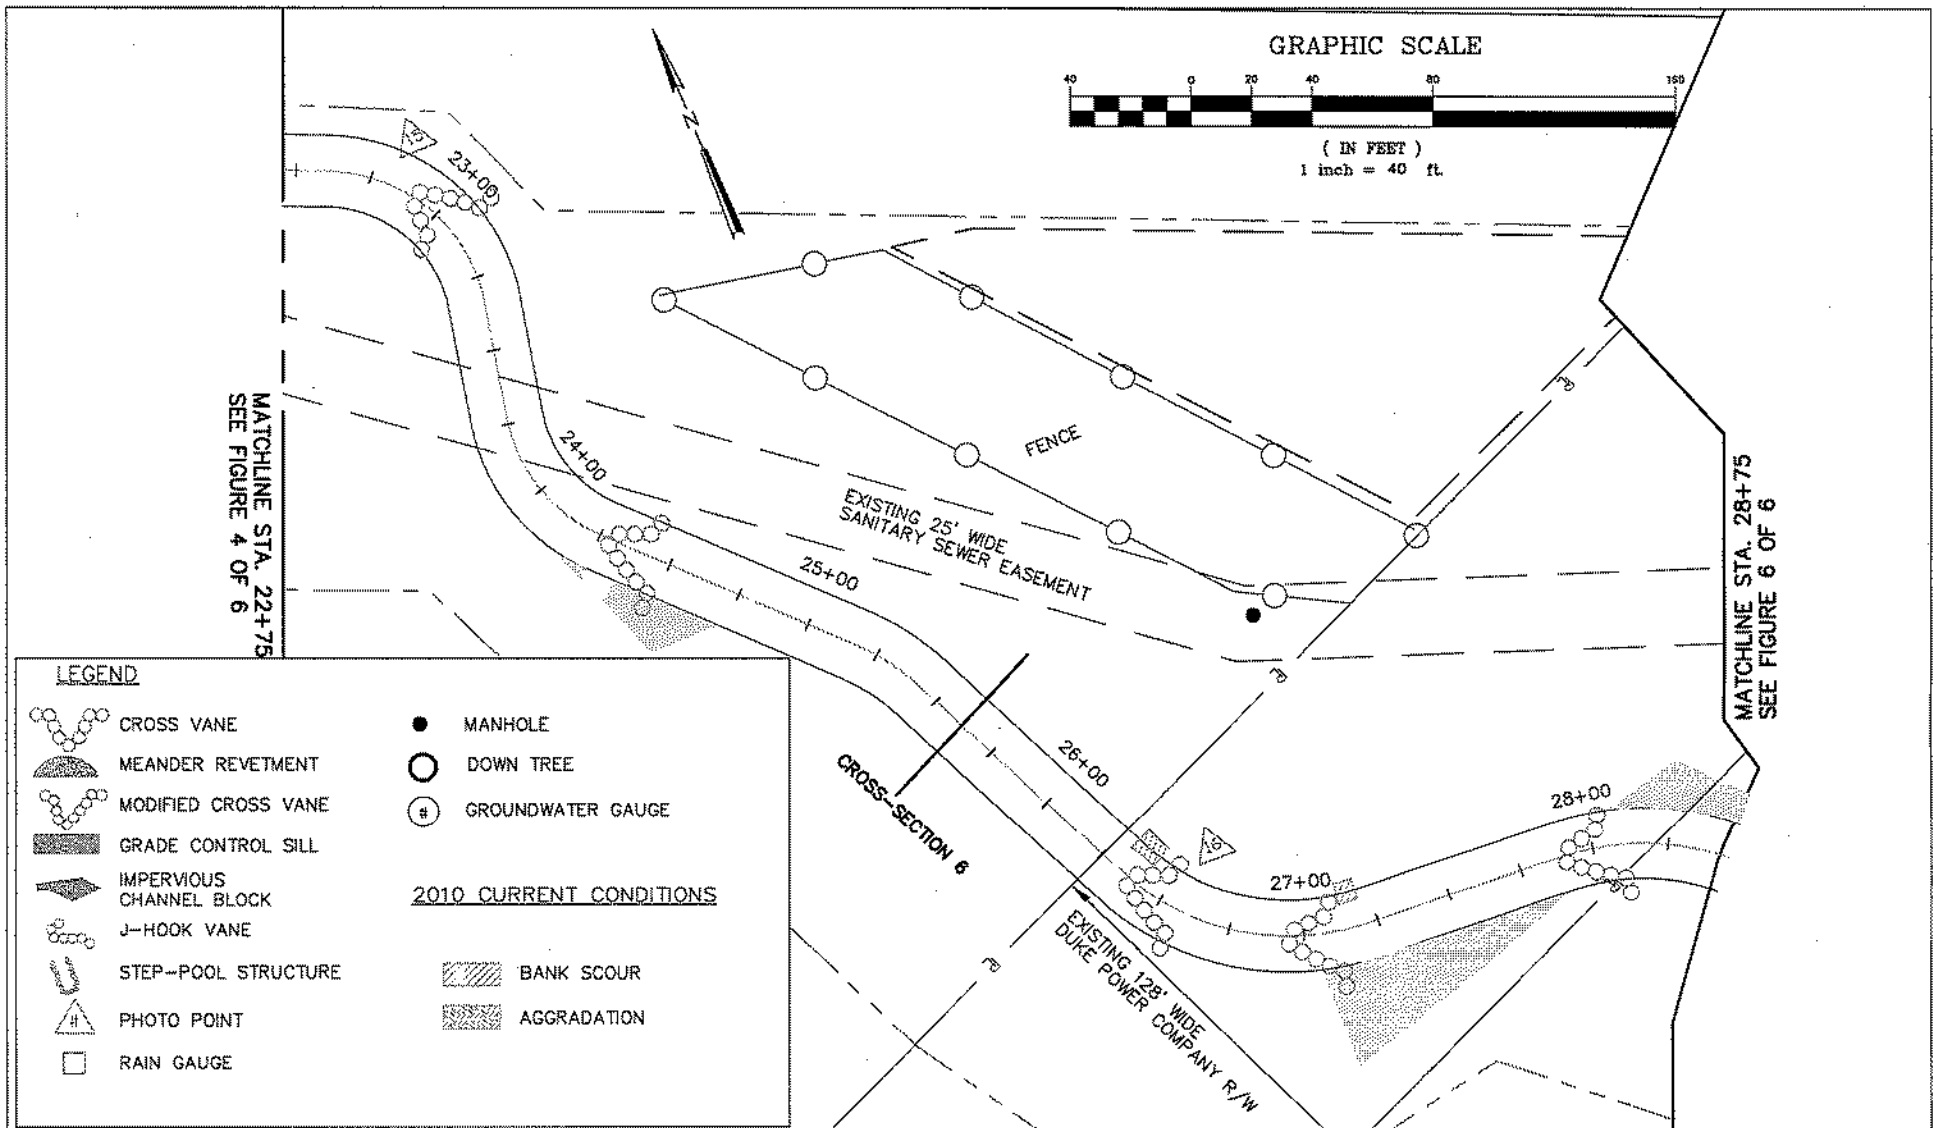 GRAPHIC SCALE
40 0 20 40 80 160
( IN FEET )
1 inch = 40 ft.
N
23+00
24+00
25+00
26+00
27+00
28+00
FENCE
EXISTING 25' WIDE
SANITARY SEWER EASEMENT
MATCHLINE STA. 22+75
SEE FIGURE 4 OF 6
MATCHLINE STA. 28+75
SEE FIGURE 6 OF 6
CROSS-SECTION 6
EXISTING 128' WIDE
DUKE POWER COMPANY R/W
LEGEND
CROSS VANE
MEANDER REVETMENT
MODIFIED CROSS VANE
GRADE CONTROL SILL
IMPERVIOUS
CHANNEL BLOCK
J-HOOK VANE
STEP-POOL STRUCTURE
#
PHOTO POINT
RAIN GAUGE
MANHOLE
DOWN TREE
#
GROUNDWATER GAUGE
2010 CURRENT CONDITIONS
BANK SCOUR
AGGRADATION